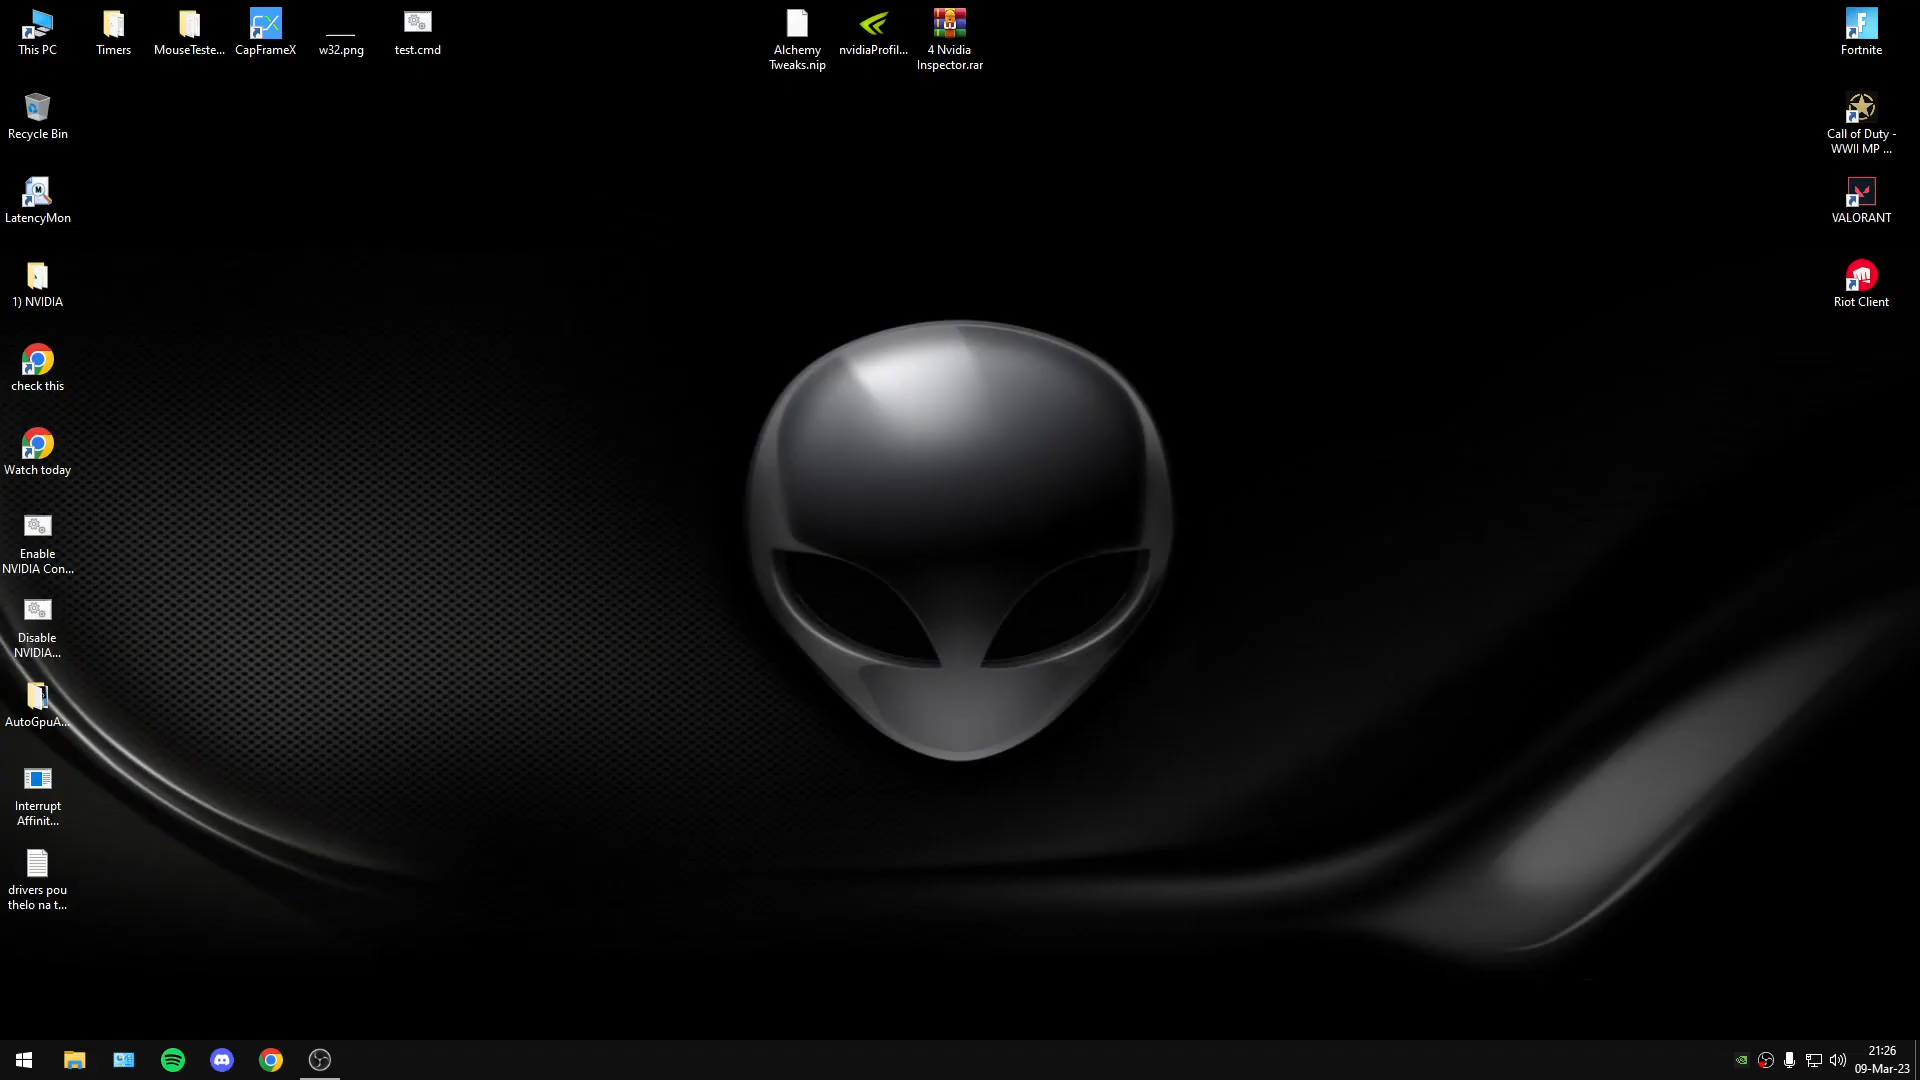 This PC
Timers
MouseTeste...
CapFrameX
w32.png
test.cmd
Alchemy
Tweaks.nip
nvidiaProfil...
4 Nvidia
Inspector.rar
Fortnite
Recycle Bin
Call of Duty -
WWII MP ...
LatencyMon
VALORANT
1) NVIDIA
Riot Client
check this
Watch today
Enable
NVIDIA Con...
Disable
NVIDIA...
AutoGpuA...
Interrupt
Affinit...
drivers pou
thelo na t...
21:26
09-Mar-23